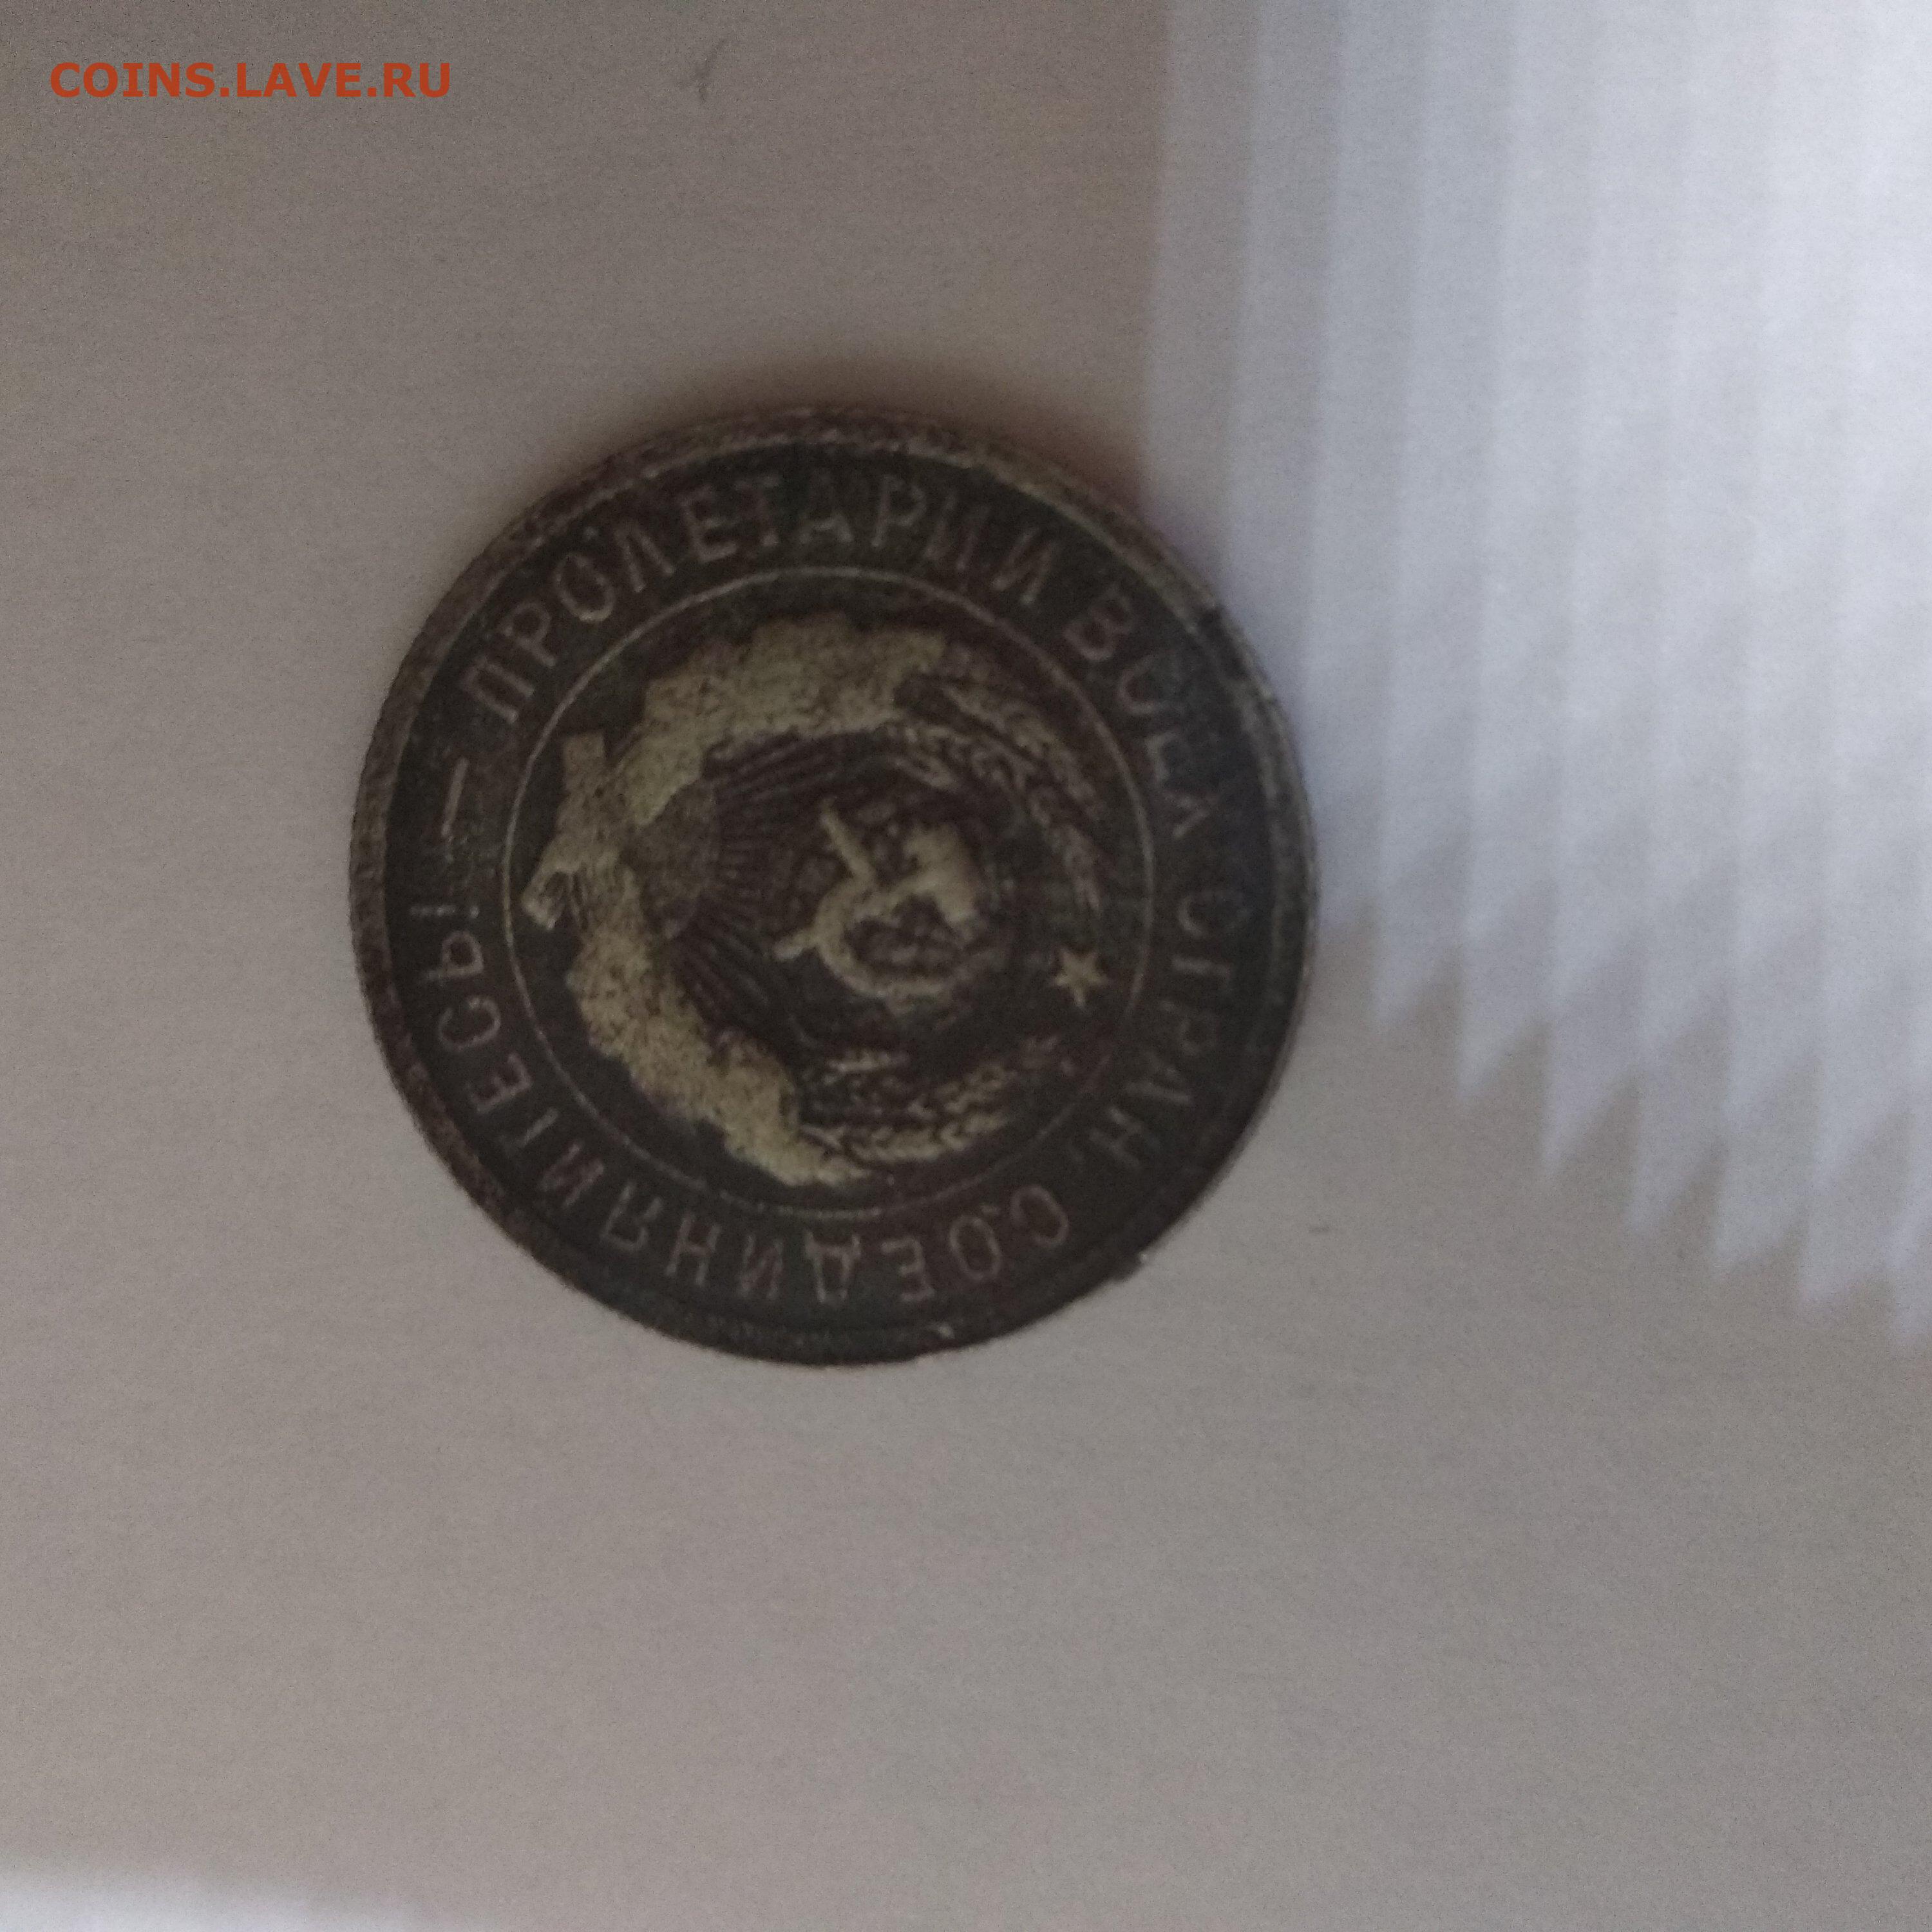 COINS.LAVE.RU
— ПРОЛЕТАРИИ ВСЕХ СТРАН, СОЕДИНЯЙТЕСЬ!